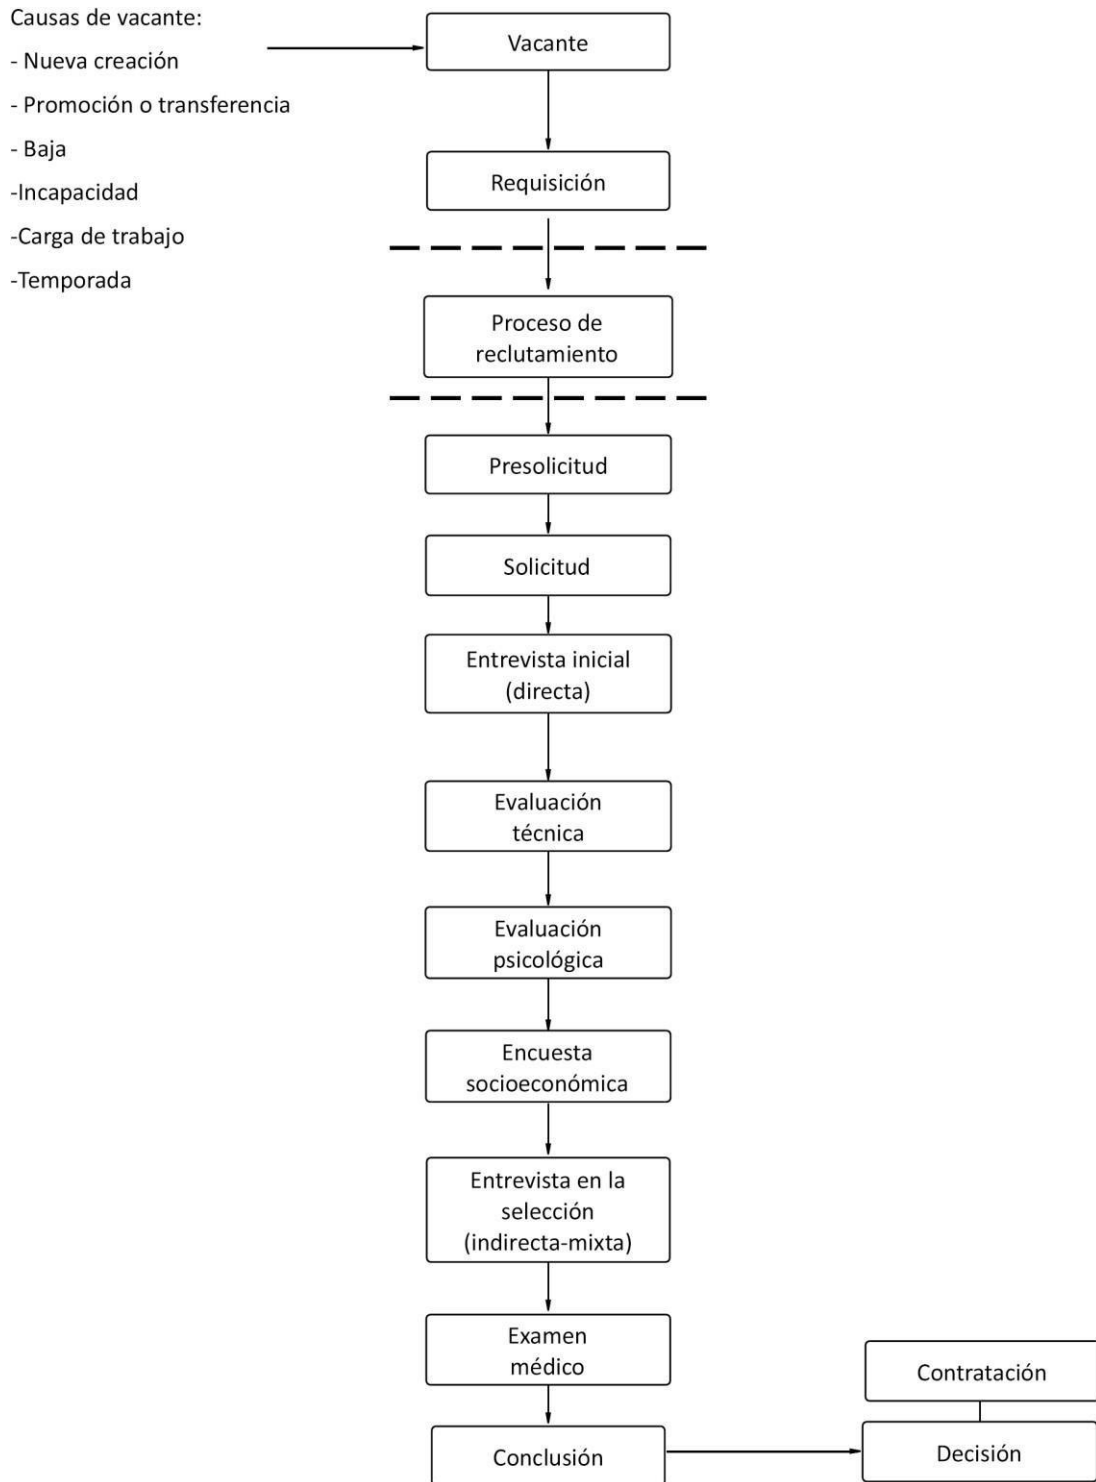 Causas de vacante:
- Nueva creación
- Promoción o transferencia
- Baja
-Incapacidad
-Carga de trabajo
-Temporada
Vacante
Requisición
Proceso de
reclutamiento
Presolicitud
Solicitud
Entrevista inicial
(directa)
Evaluación
técnica
Evaluación
psicológica
Encuesta
socioeconómica
Entrevista en la
selección
(indirecta-mixta)
Examen
médico
Conclusión
Contratación
Decisión